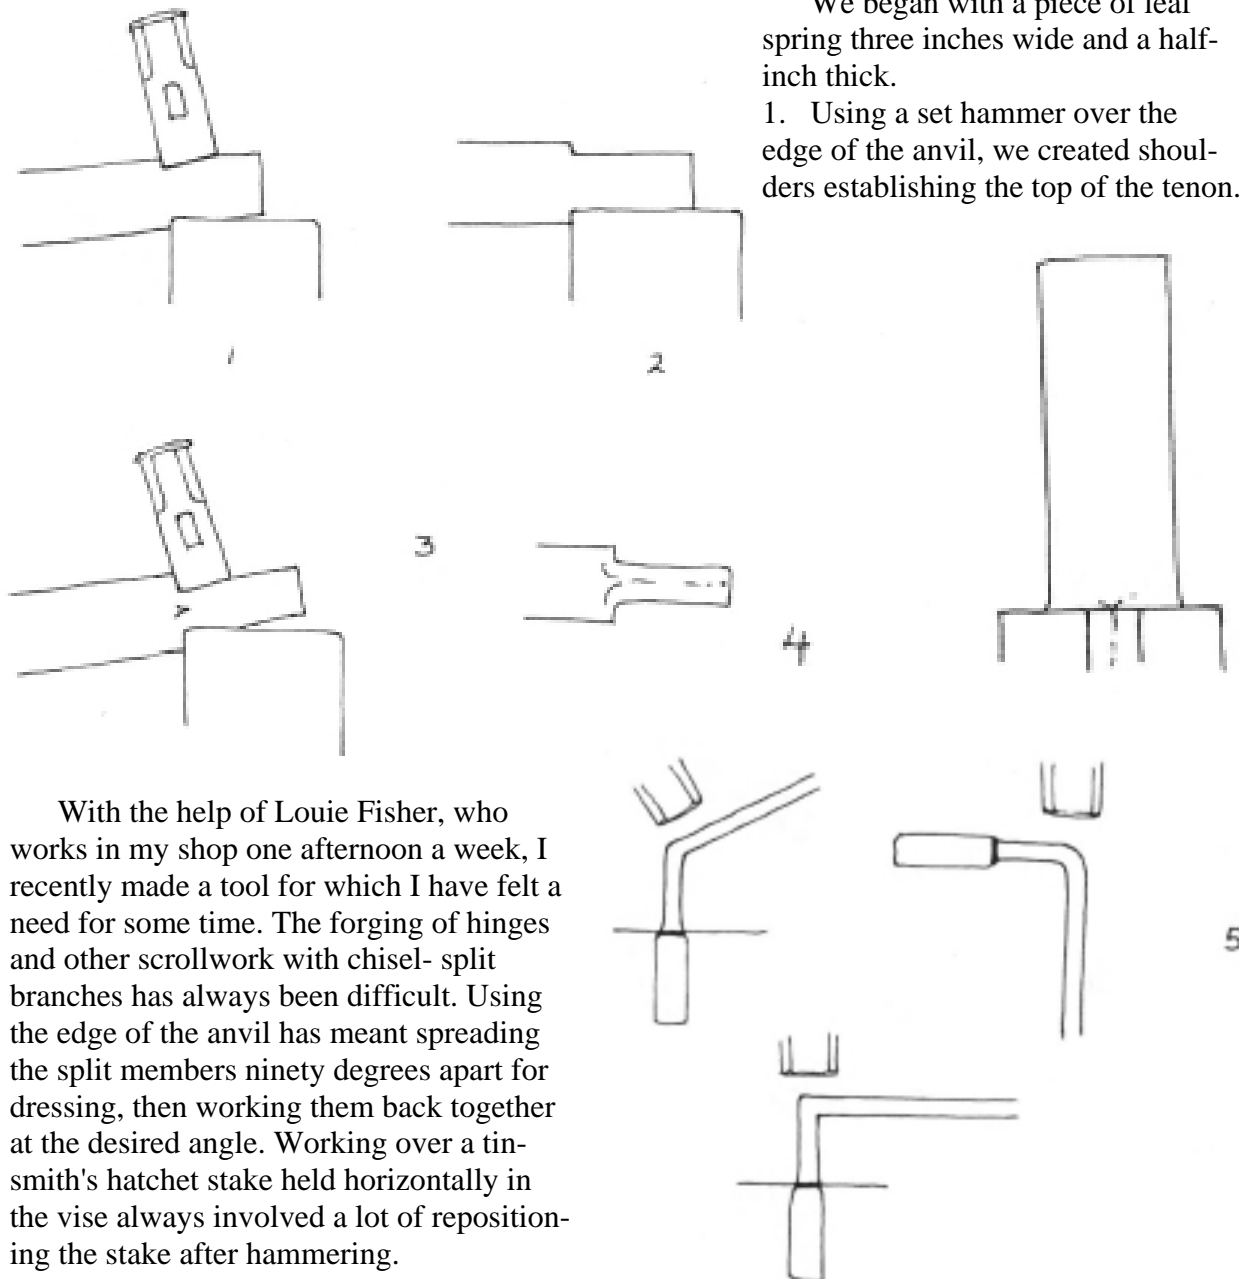 We began with a piece of leaf
spring three inches wide and a half-
inch thick.
1. Using a set hammer over the
edge of the anvil, we created shoul-
ders establishing the top of the tenon.
1
2
3
4
5
With the help of Louie Fisher, who
works in my shop one afternoon a week, I
recently made a tool for which I have felt a
need for some time. The forging of hinges
and other scrollwork with chisel- split
branches has always been difficult. Using
the edge of the anvil has meant spreading
the split members ninety degrees apart for
dressing, then working them back together
at the desired angle. Working over a tin-
smith's hatchet stake held horizontally in
the vise always involved a lot of reposition-
ing the stake after hammering.